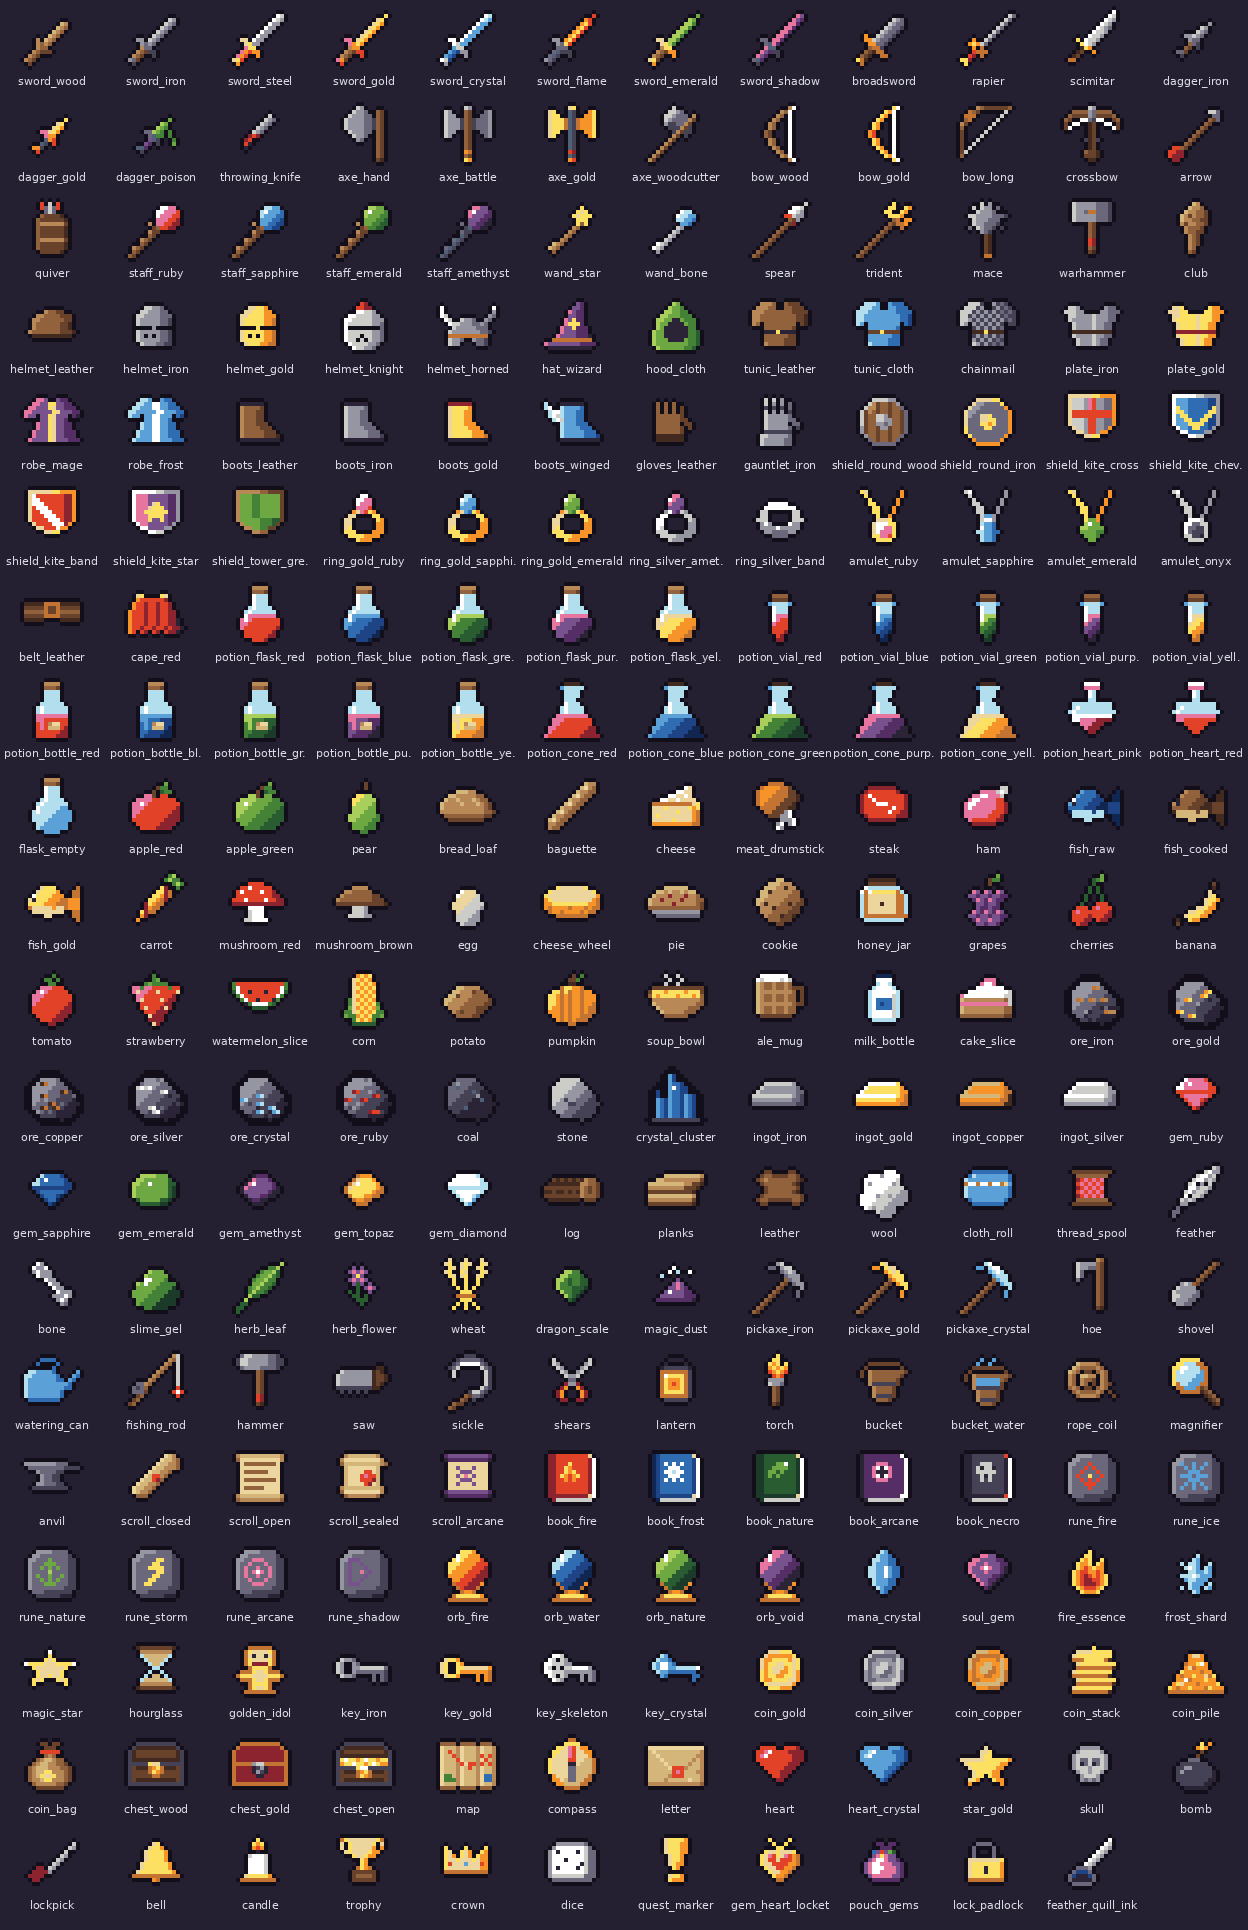 sword_wood sword_iron sword_steel sword_gold sword_crystal sword_flame sword_emerald sword_shadow broadsword rapier scimitar dagger_iron
dagger_gold dagger_poison throwing_knife axe_hand axe_battle axe_gold axe_woodcutter bow_wood bow_gold bow_long crossbow arrow
quiver staff_ruby staff_sapphire staff_emerald staff_amethyst wand_star wand_bone spear trident mace warhammer club
helmet_leather helmet_iron helmet_gold helmet_knight helmet_horned hat_wizard hood_cloth tunic_leather tunic_cloth chainmail plate_iron plate_gold
robe_mage robe_frost boots_leather boots_iron boots_gold boots_winged gloves_leather gauntlet_iron shield_round_wood shield_round_iron shield_kite_cross shield_kite_chev.
shield_kite_band shield_kite_star shield_tower_gre. ring_gold_ruby ring_gold_sapphi. ring_gold_emerald ring_silver_amet. ring_silver_band amulet_ruby amulet_sapphire amulet_emerald amulet_onyx
belt_leather cape_red potion_flask_red potion_flask_blue potion_flask_gre. potion_flask_pur. potion_flask_yel. potion_vial_red potion_vial_blue potion_vial_green potion_vial_purp. potion_vial_yell.
potion_bottle_red potion_bottle_bl. potion_bottle_gr. potion_bottle_pu. potion_bottle_ye. potion_cone_red potion_cone_blue potion_cone_green potion_cone_purp. potion_cone_yell. potion_heart_pink potion_heart_red
flask_empty apple_red apple_green pear bread_loaf baguette cheese meat_drumstick steak ham fish_raw fish_cooked
fish_gold carrot mushroom_red mushroom_brown egg cheese_wheel pie cookie honey_jar grapes cherries banana
tomato strawberry watermelon_slice corn potato pumpkin soup_bowl ale_mug milk_bottle cake_slice ore_iron ore_gold
ore_copper ore_silver ore_crystal ore_ruby coal stone crystal_cluster ingot_iron ingot_gold ingot_copper ingot_silver gem_ruby
gem_sapphire gem_emerald gem_amethyst gem_topaz gem_diamond log planks leather wool cloth_roll thread_spool feather
bone slime_gel herb_leaf herb_flower wheat dragon_scale magic_dust pickaxe_iron pickaxe_gold pickaxe_crystal hoe shovel
watering_can fishing_rod hammer saw sickle shears lantern torch bucket bucket_water rope_coil magnifier
anvil scroll_closed scroll_open scroll_sealed scroll_arcane book_fire book_frost book_nature book_arcane book_necro rune_fire rune_ice
rune_nature rune_storm rune_arcane rune_shadow orb_fire orb_water orb_nature orb_void mana_crystal soul_gem fire_essence frost_shard
magic_star hourglass golden_idol key_iron key_gold key_skeleton key_crystal coin_gold coin_silver coin_copper coin_stack coin_pile
coin_bag chest_wood chest_gold chest_open map compass letter heart heart_crystal star_gold skull bomb
lockpick bell candle trophy crown dice quest_marker gem_heart_locket pouch_gems lock_padlock feather_quill_ink